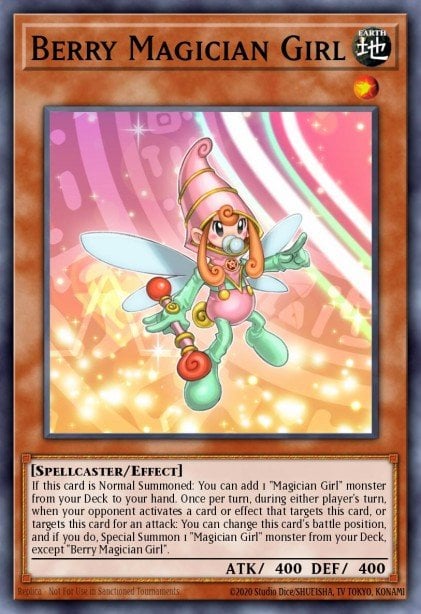 BERRY MAGICIAN GIRL
EARTH
地
[SPELLCASTER/EFFECT]
If this card is Normal Summoned: You can add 1 "Magician Girl" monster
from your Deck to your hand. Once per turn, during either player's turn,
when your opponent activates a card or effect that targets this card, or
targets this card for an attack: You can change this card's battle position,
and if you do, Special Summon 1 "Magician Girl" monster from your Deck,
except "Berry Magician Girl".
ATK/ 400 DEF/ 400
Replica - Not For Use in Sanctioned Tournaments
©2020 Studio Dice/SHUEISHA, TV TOKYO, KONAMI